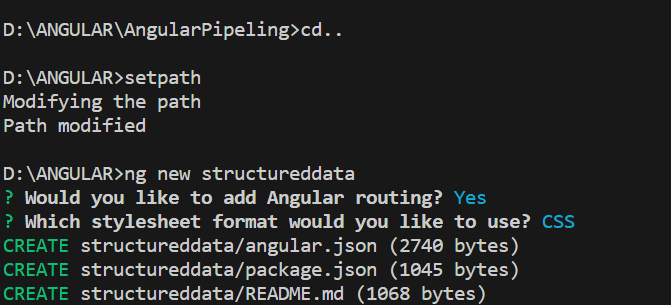 D:\ANGULAR\AngularPipeling>cd..
D:\ANGULAR>setpath
Modifying the path
Path modified
D:\ANGULAR>ng new structureddata
? Would you like to add Angular routing? Yes
? Which stylesheet format would you like to use? CSS
CREATE structureddata/angular.json (2740 bytes)
CREATE structureddata/package.json (1045 bytes)
CREATE structureddata/README.md (1068 bytes)